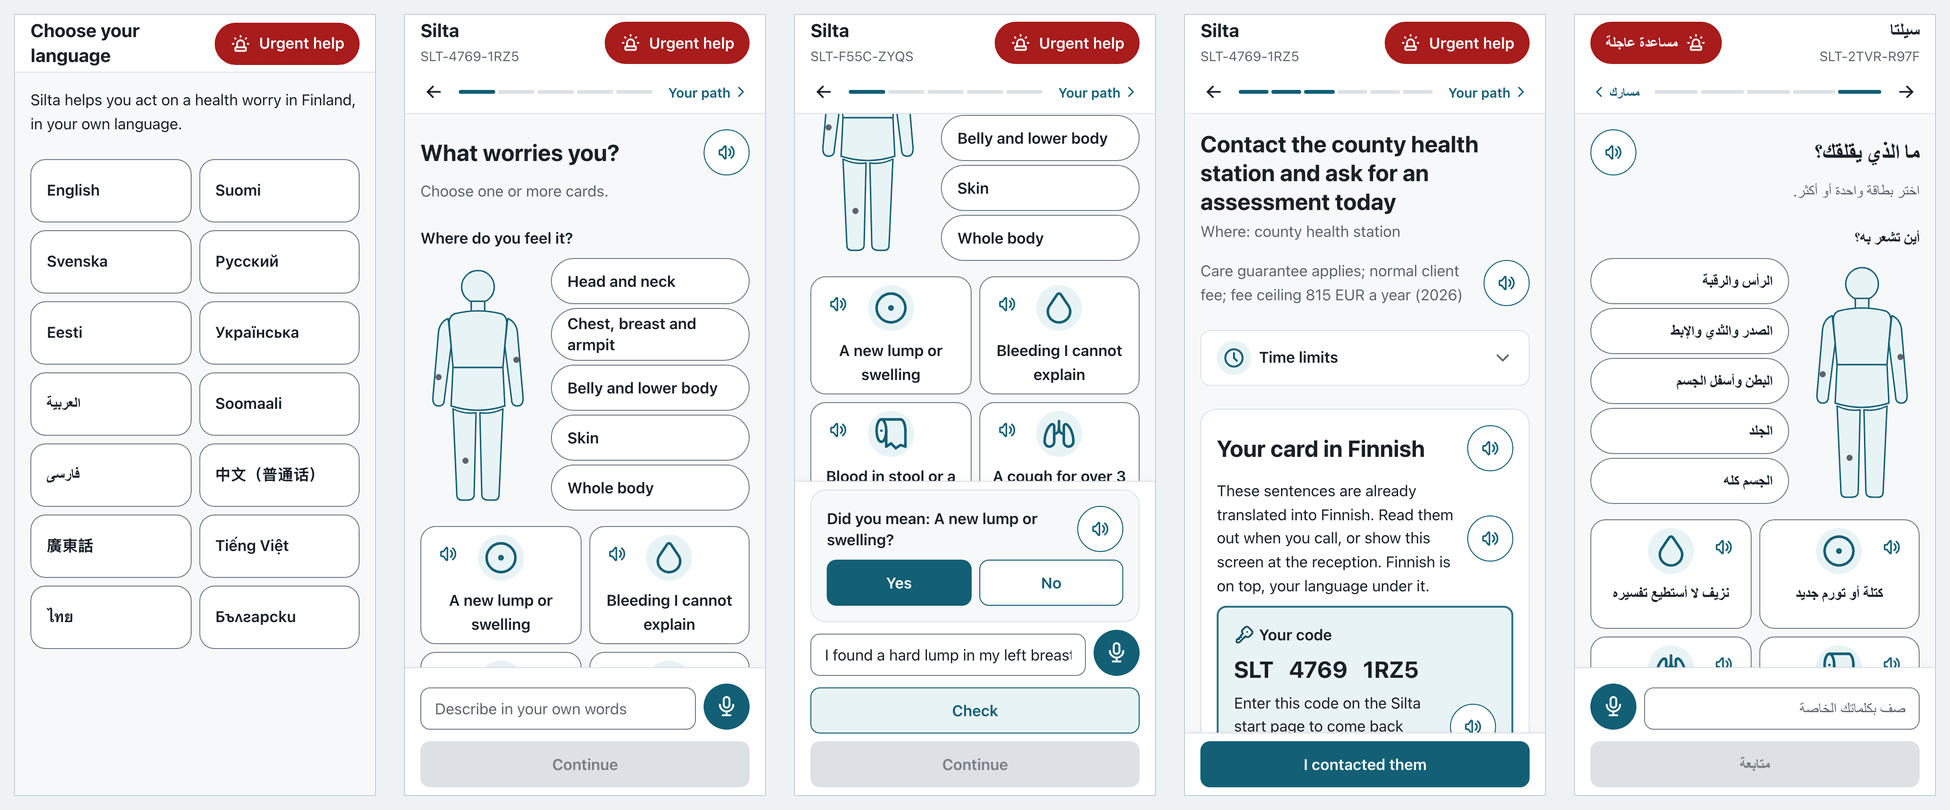 Choose your
language
Urgent help
Silta helps you act on a health worry in Finland,
in your own language.
English
Suomi
Svenska
Русский
Eesti
Українська
العربية
Soomaali
فارسی
中文（普通话）
廣東話
Tiếng Việt
ไทย
Български
Silta
SLT-4769-1RZ5
Urgent help
Your path
What worries you?
Choose one or more cards.
Where do you feel it?
Head and neck
Chest, breast and
armpit
Belly and lower body
Skin
Whole body
A new lump or
swelling
Bleeding I cannot
explain
Describe in your own words
Continue
Silta
SLT-F55C-ZYQS
Urgent help
Your path
Belly and lower body
Skin
Whole body
A new lump or
swelling
Bleeding I cannot
explain
Blood in stool or a
A cough for over 3
Did you mean: A new lump or
swelling?
Yes
No
I found a hard lump in my left breast
Check
Continue
Silta
SLT-4769-1RZ5
Urgent help
Your path
Contact the county health
station and ask for an
assessment today
Where: county health station
Care guarantee applies; normal client
fee; fee ceiling 815 EUR a year (2026)
Time limits
Your card in Finnish
These sentences are already
translated into Finnish. Read them
out when you call, or show this
screen at the reception. Finnish is
on top, your language under it.
Your code
SLT 4769 1RZ5
Enter this code on the Silta
start page to come back
I contacted them
سيلتا
SLT-2TVR-R97F
مساعدة عاجلة
مسارك
ما الذي يقلقك؟
اختر بطاقة واحدة أو أكثر.
أين تشعر به؟
الرأس والرقبة
الصدر والثدي والإبط
البطن وأسفل الجسم
الجلد
الجسم كله
كتلة أو تورم جديد
نزيف لا أستطيع تفسيره
صف بكلماتك الخاصة
متابعة